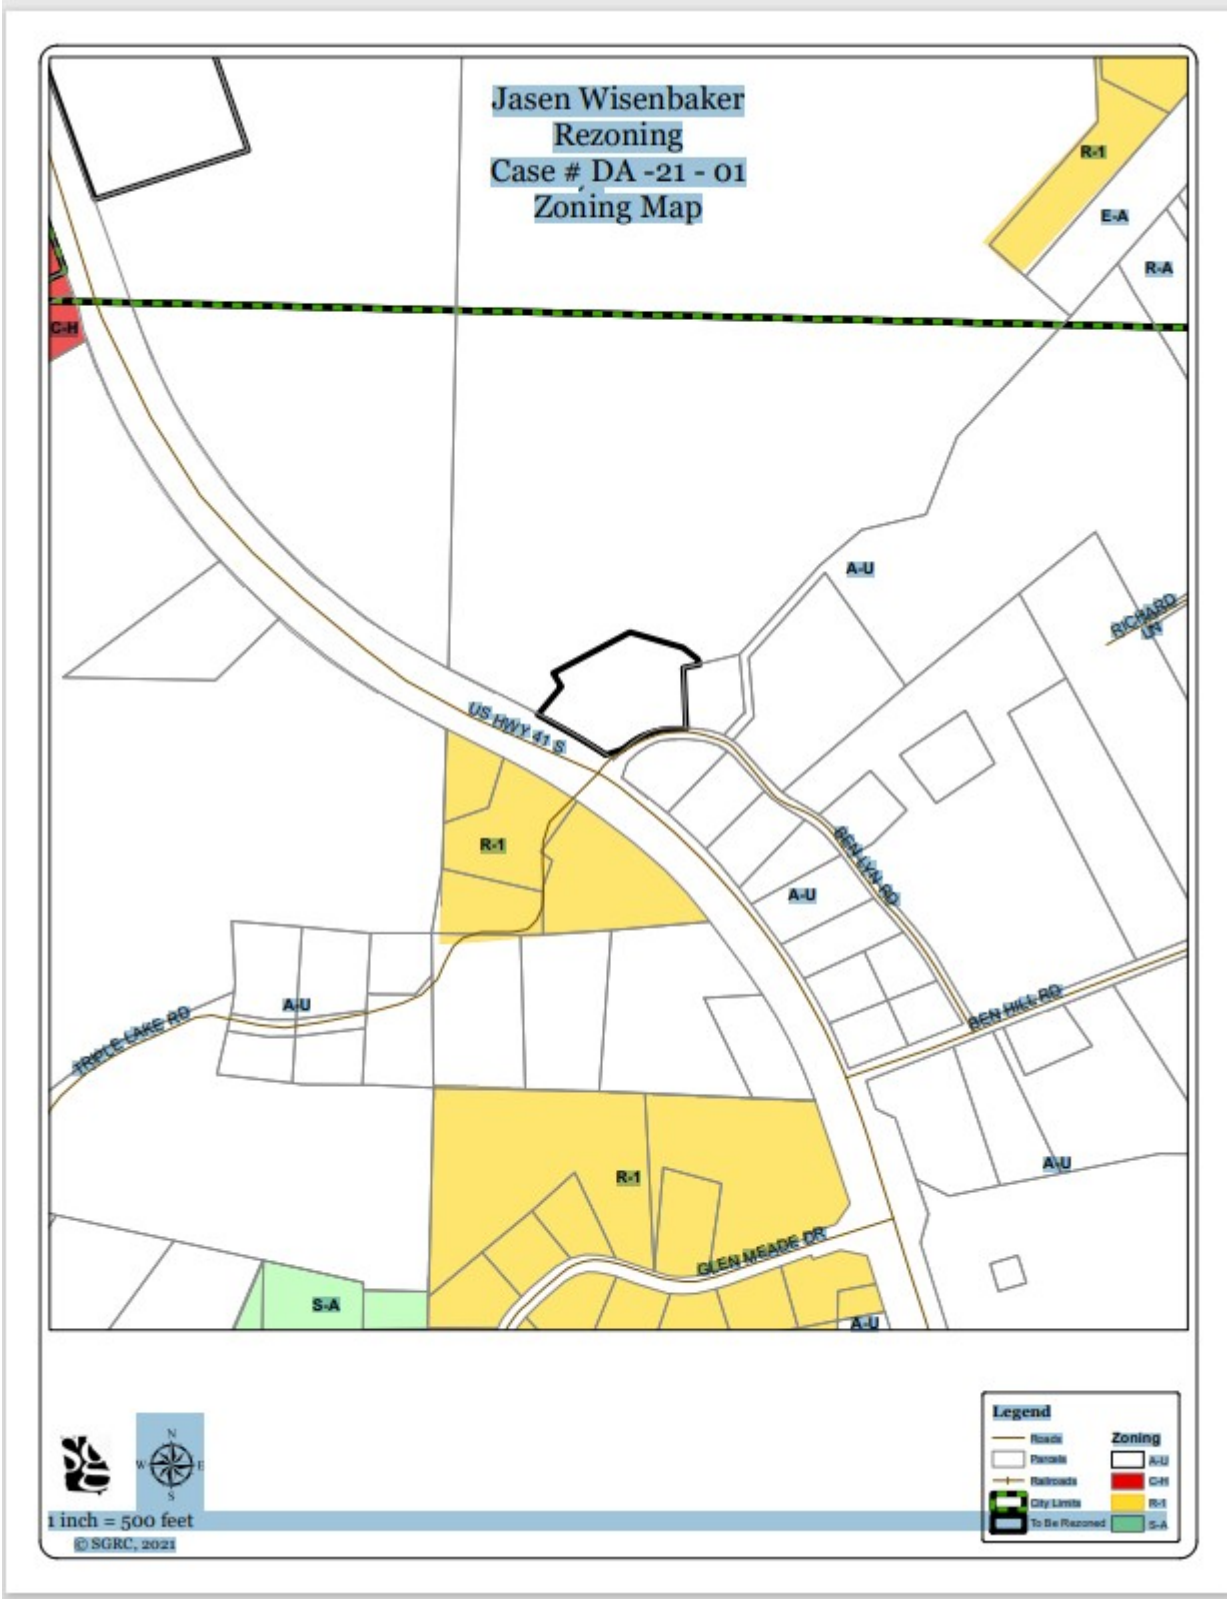 Jasen Wisenbaker
Rezoning
Case # DA -21 - 01
Zoning Map
R-1
E-A
R-A
C-H
A-U
RICHARD
LN
US HWY 41 S
R-1
BEN LYN RD
A-U
A-U
BEN HILL RD
TRIPLE LAKE RD
A-U
R-1
GLEN MEADE DR
S-A
A-U
Legend
Roads
Parcels
Railroads
City Limits
To Be Rezoned
Zoning
A-U
C-H
R-1
S-A
N
W E
S
1 inch = 500 feet
© SGRC, 2021